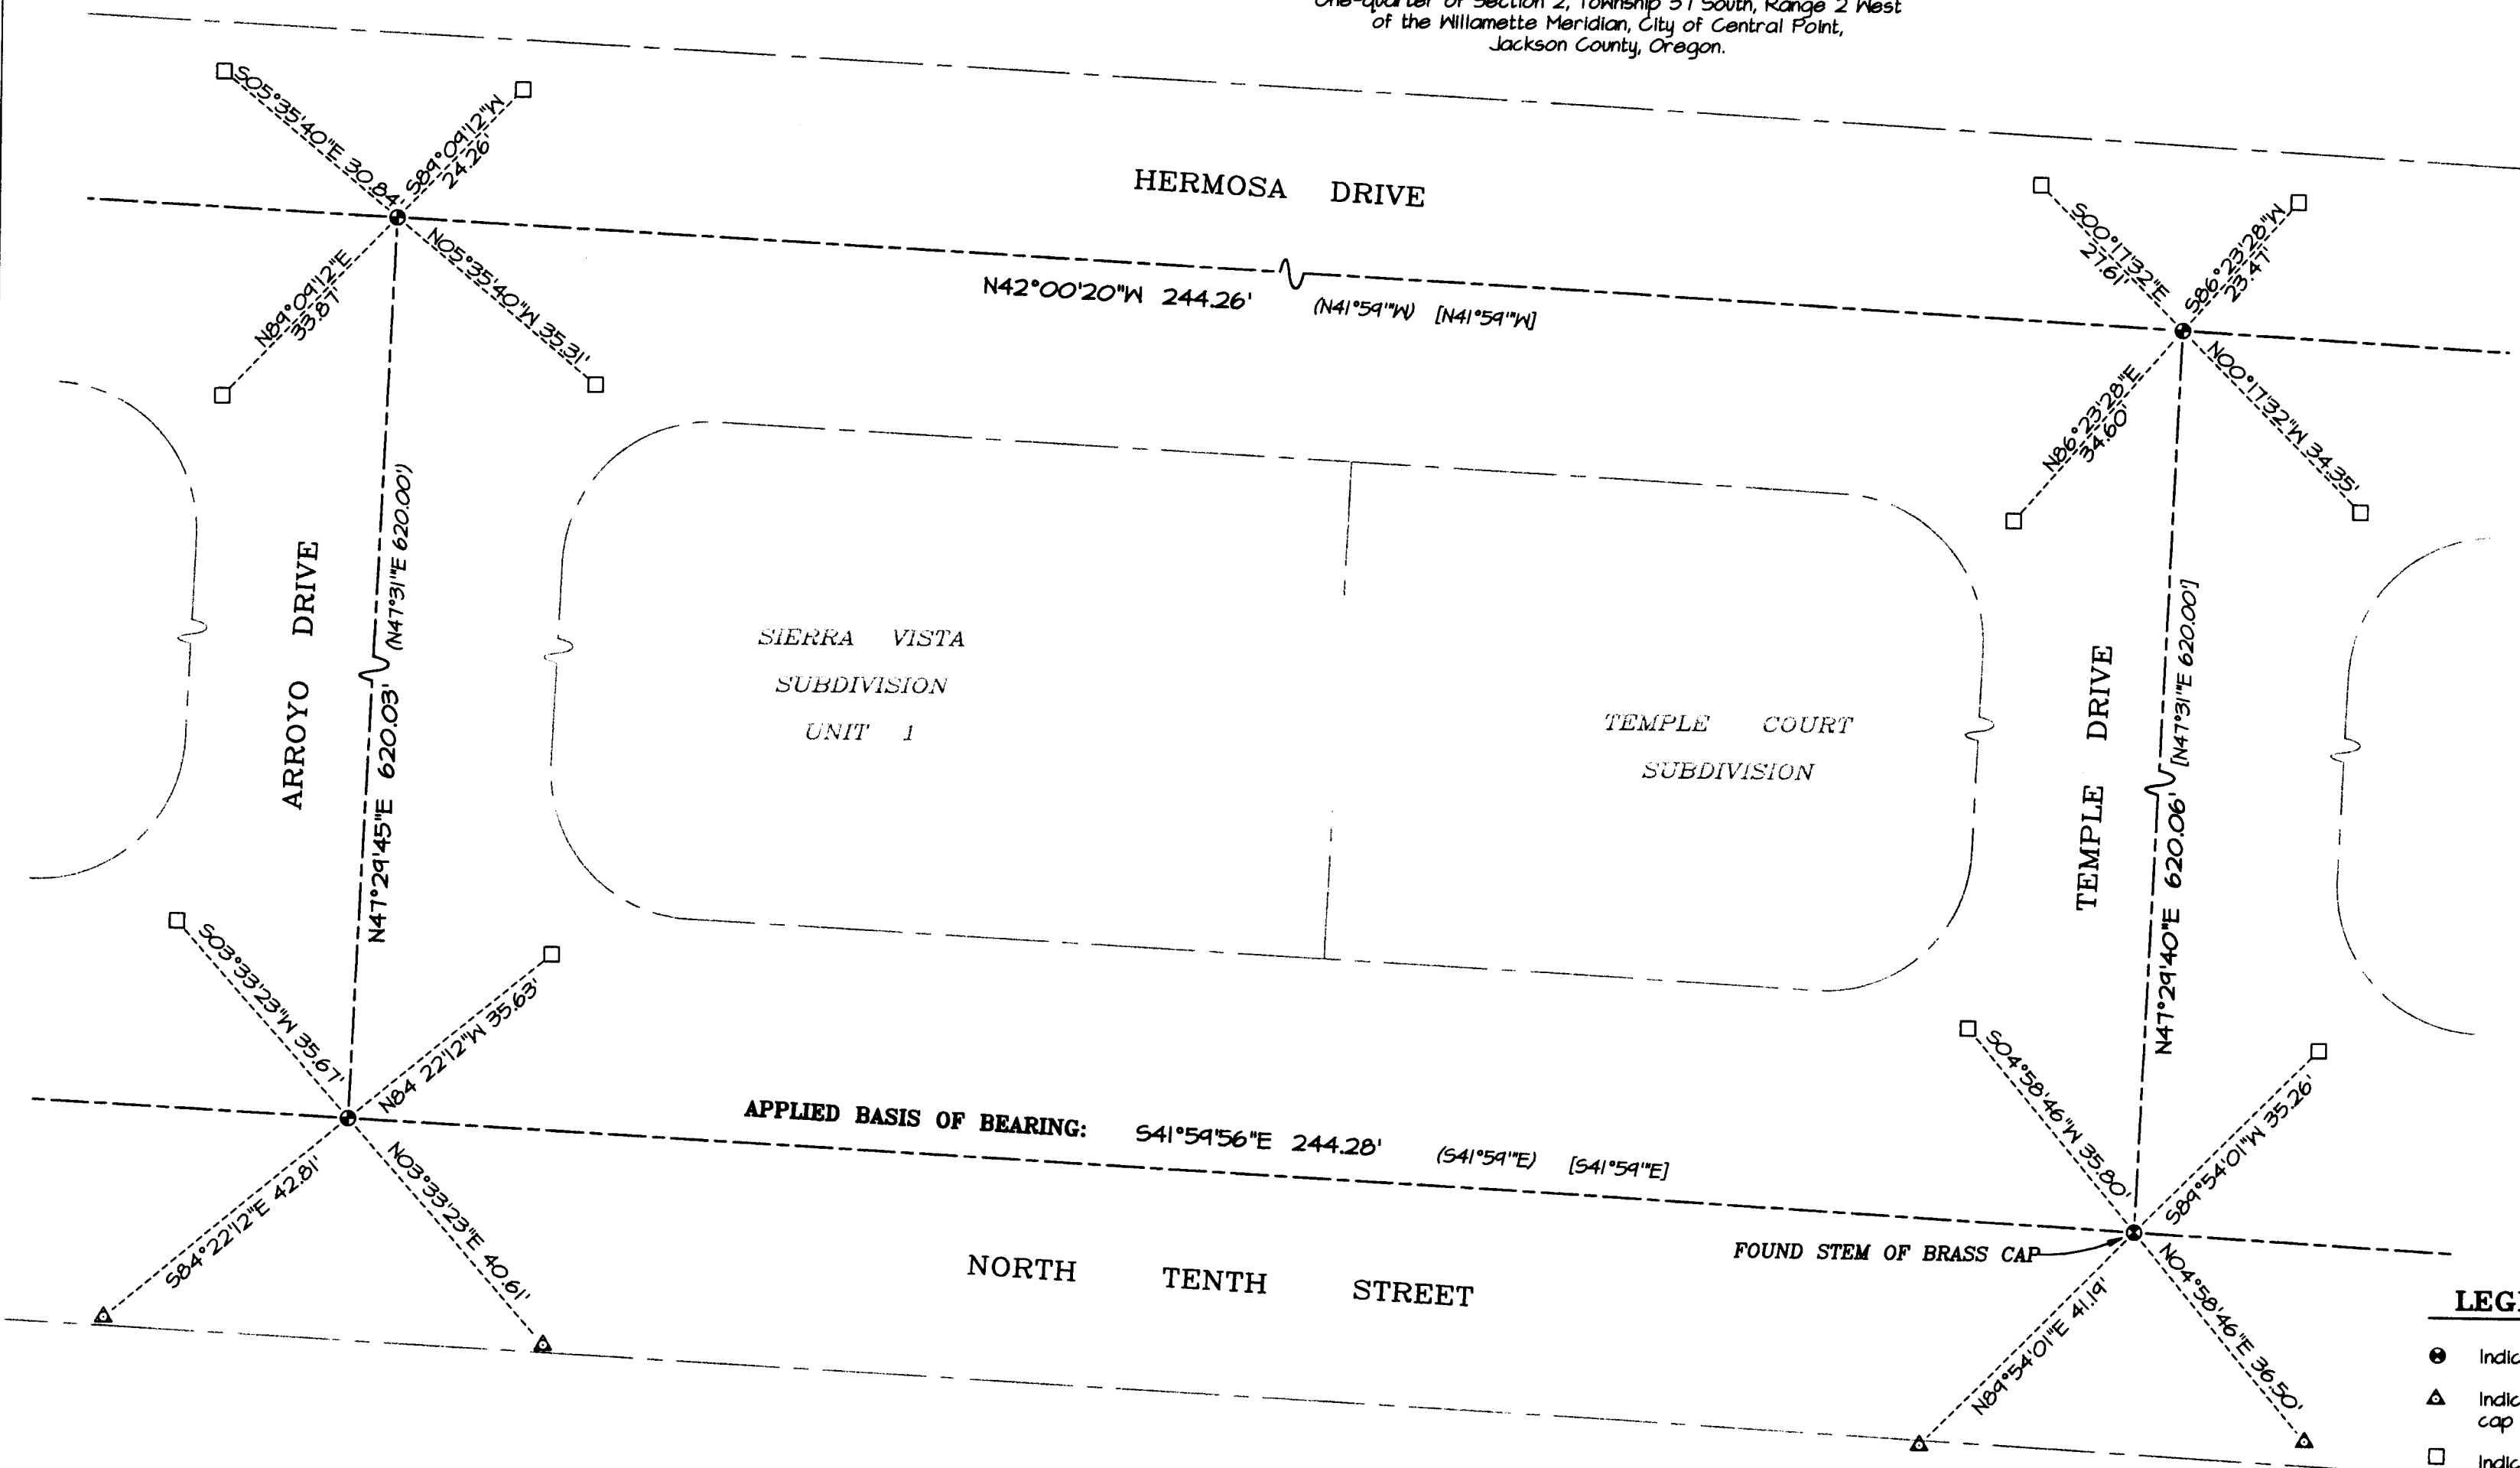 One-quarter of Section 2, Township 37 South, Range 2 West
of the Willamette Meridian, City of Central Point,
Jackson County, Oregon.
S05°35'40"E 30.84'
S89°09'12"W
24.26'
N89°09'12"E
33.87'
N05°35'40"W 35.31'
HERMOSA DRIVE
N42°00'20"W 244.26' (N41°59'"W) [N41°59'"W]
S00°17'32"E
27.61'
S86°23'28"W
23.47'
N86°23'28"E
34.60'
N00°17'32"W 34.35'
ARROYO DRIVE
N47°29'45"E 620.03' (N47°31'"E 620.00')
SIERRA VISTA
SUBDIVISION
UNIT 1
TEMPLE COURT
SUBDIVISION
TEMPLE DRIVE
N47°29'40"E 620.06' [N47°31'"E 620.00']
S03°33'23"W 35.67'
N84 22'12"W 35.63'
S84°22'12"E 42.81'
N03°33'23"E 40.61'
APPLIED BASIS OF BEARING: S41°59'56"E 244.28' (S41°59'"E) [S41°59'"E]
S04°58'46"W 35.80'
S89°54'01"W 35.26'
N89°54'01"E 41.19'
N04°58'46"E 36.50'
FOUND STEM OF BRASS CAP
NORTH TENTH STREET
LEG
Indic
Indic
cap
Indic